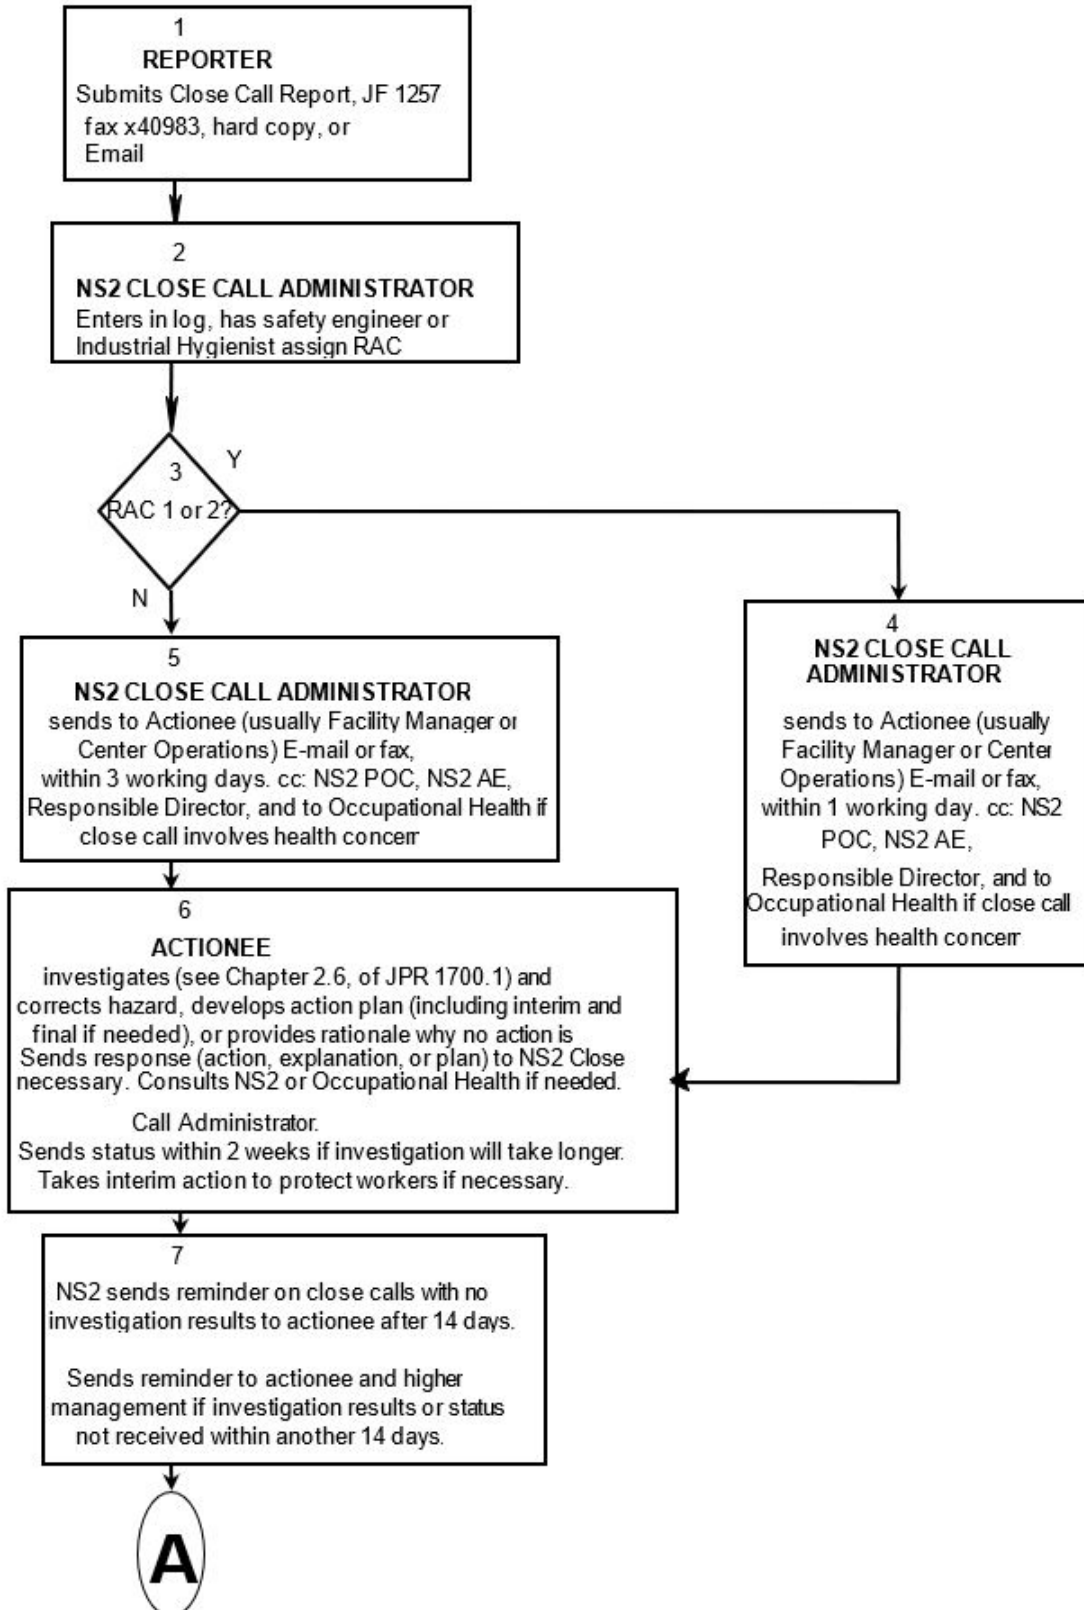 1
REPORTER
Submits Close Call Report, JF 1257
fax x40983, hard copy, or
Email
2
NS2 CLOSE CALL ADMINISTRATOR
Enters in log, has safety engineer or
Industrial Hygienist assign RAC
3
Y
RAC 1 or 2?
N
4
NS2 CLOSE CALL
ADMINISTRATOR
sends to Actionee (usually
Facility Manager or Center
Operations) E-mail or fax,
within 1 working day. cc: NS2
POC, NS2 AE,
Responsible Director, and to
Occupational Health if close call
involves health concern
5
NS2 CLOSE CALL ADMINISTRATOR
sends to Actionee (usually Facility Manager or
Center Operations) E-mail or fax,
within 3 working days. cc: NS2 POC, NS2 AE,
Responsible Director, and to Occupational Health if
close call involves health concern
6
ACTIONEE
investigates (see Chapter 2.6, of JPR 1700.1) and
corrects hazard, develops action plan (including interim and
final if needed), or provides rationale why no action is
Sends response (action, explanation, or plan) to NS2 Close
necessary. Consults NS2 or Occupational Health if needed.
Call Administrator.
Sends status within 2 weeks if investigation will take longer.
Takes interim action to protect workers if necessary.
7
NS2 sends reminder on close calls with no
investigation results to actionee after 14 days.
Sends reminder to actionee and higher
management if investigation results or status
not received within another 14 days.
A